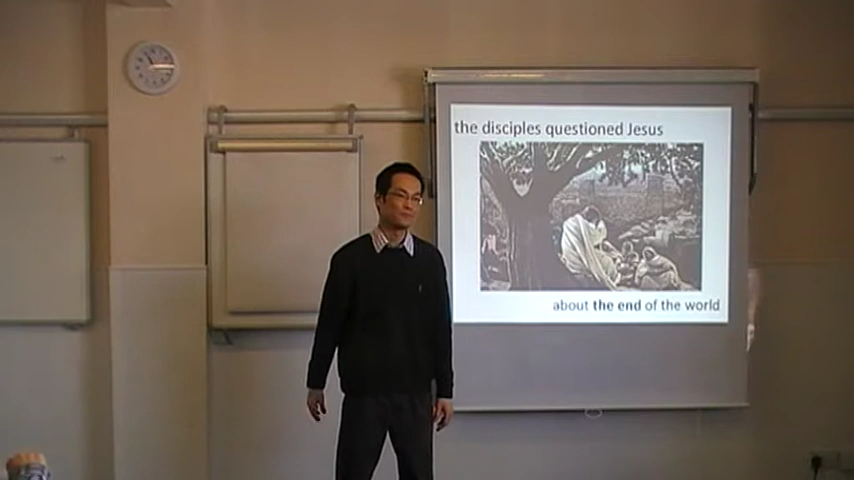 the disciples questioned Jesus
about the end of the world